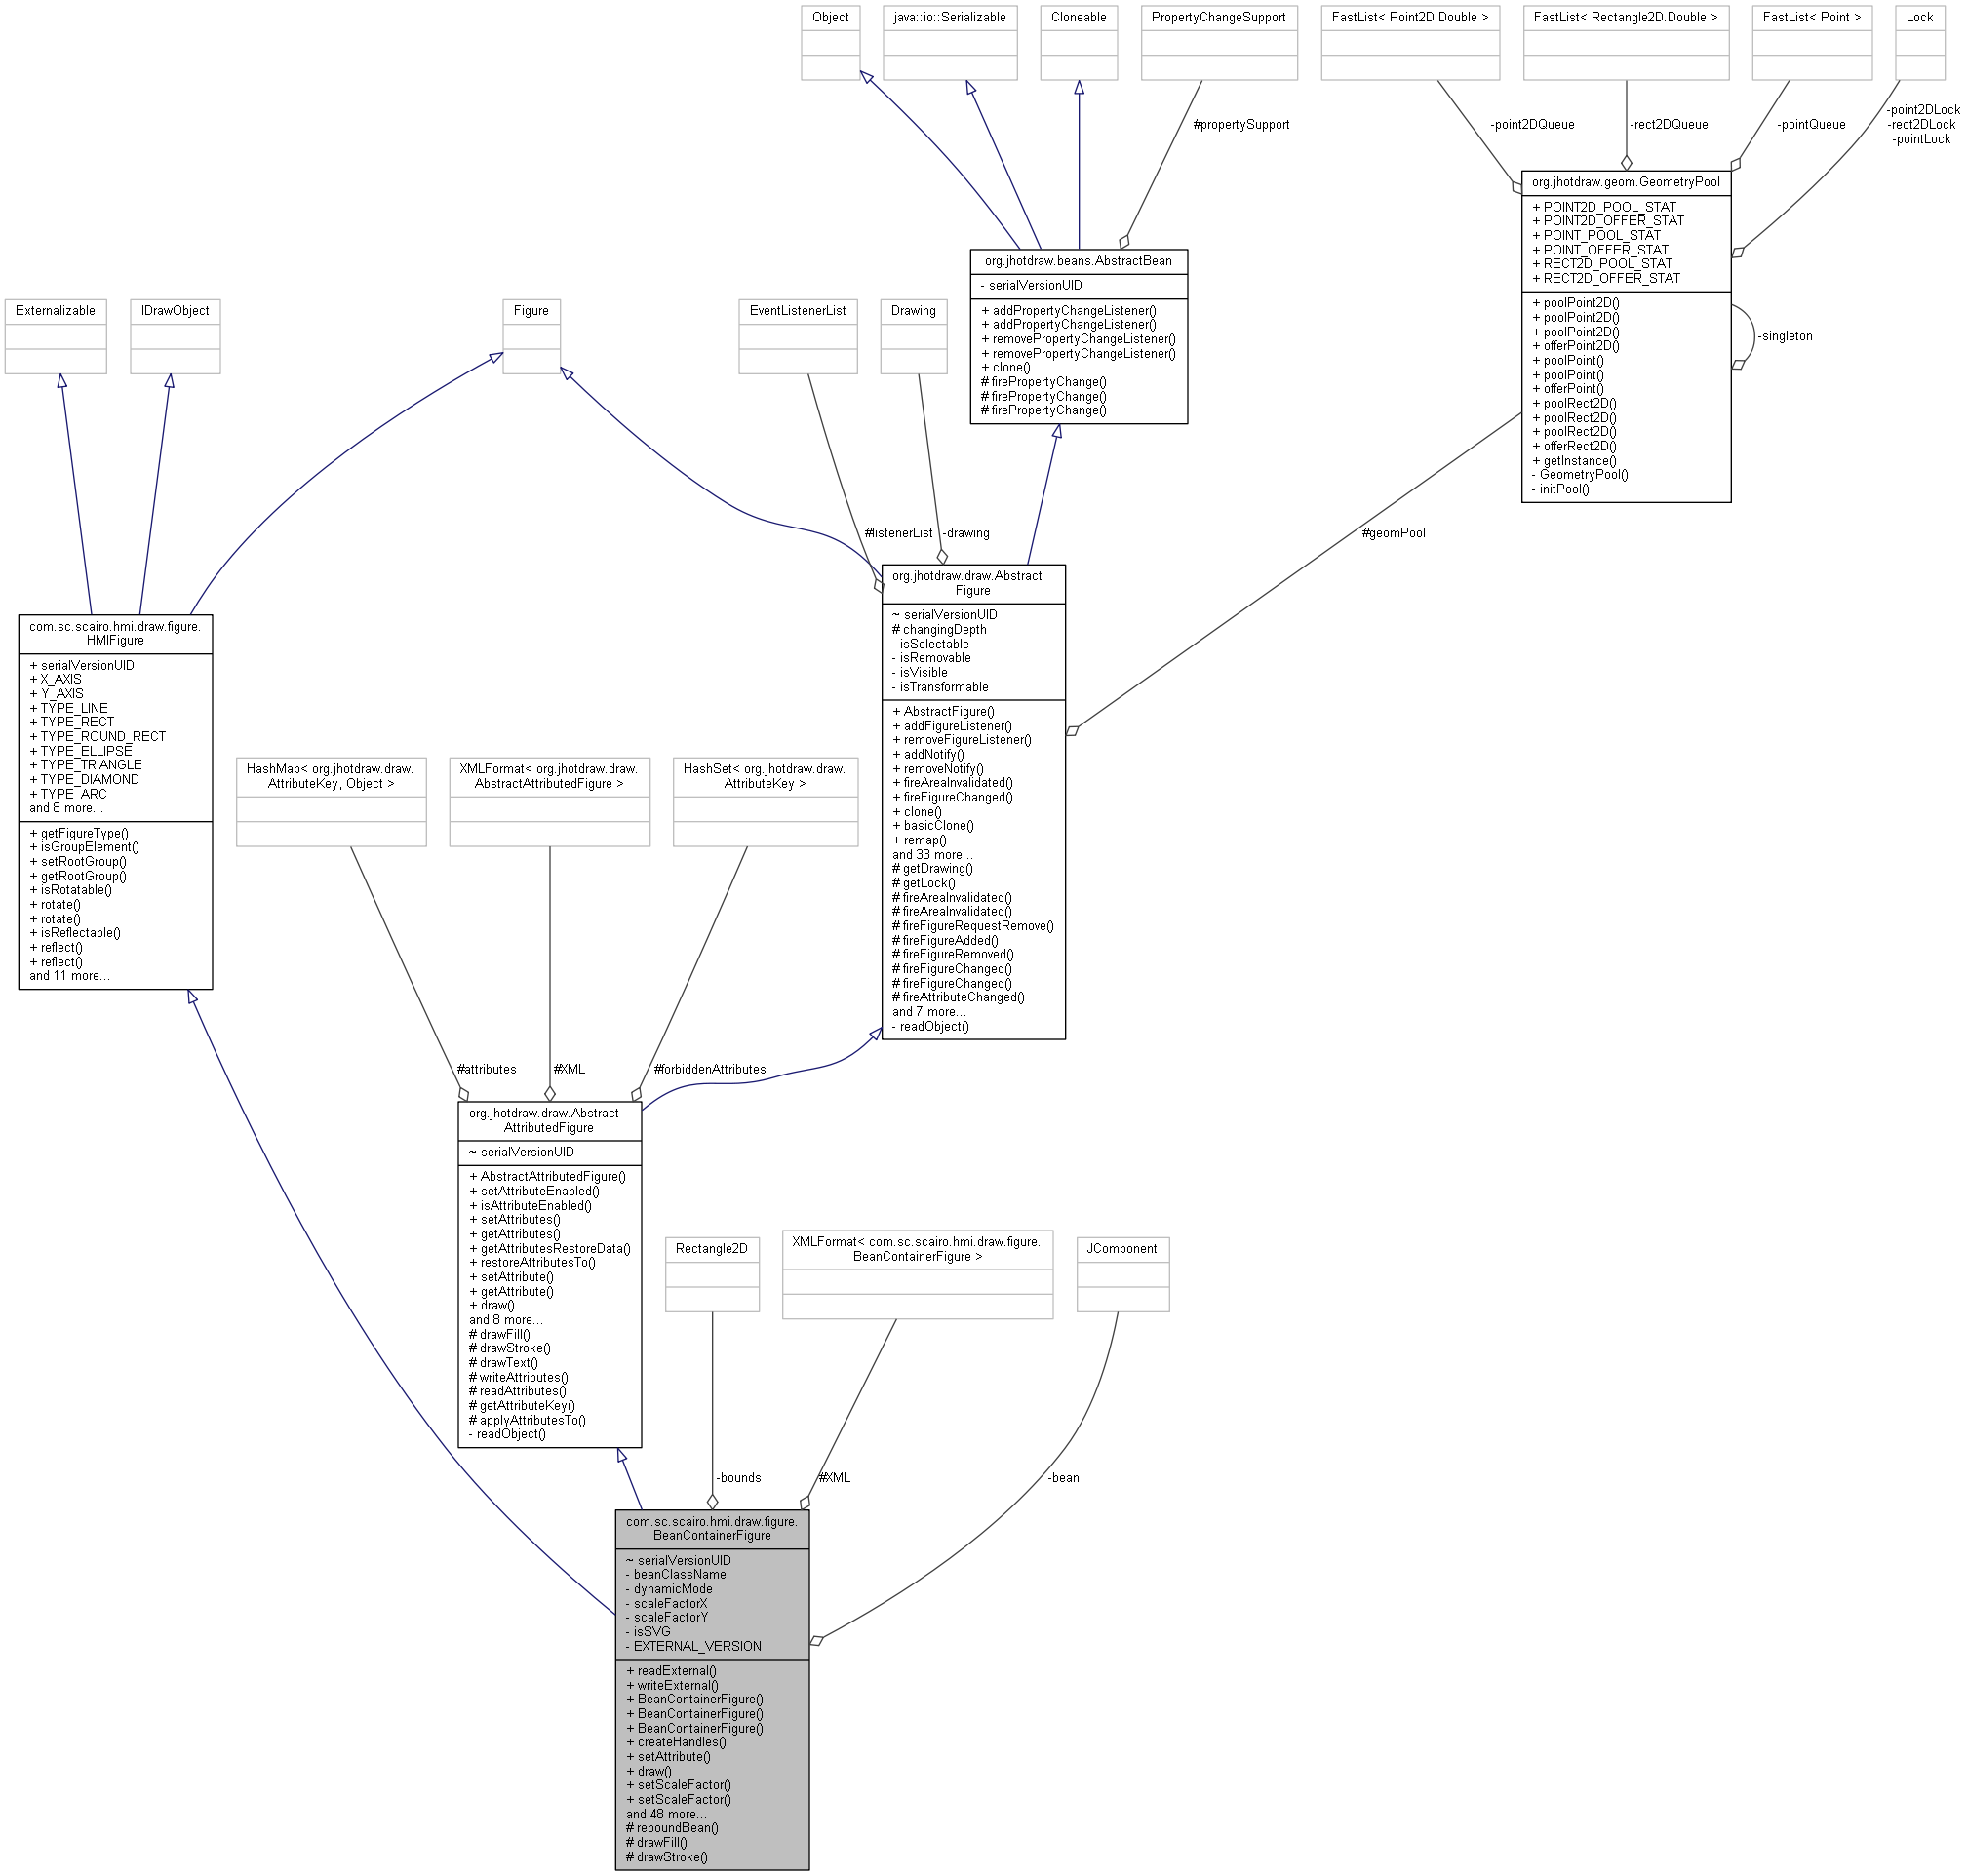 Object
java::io::Serializable
Cloneable
PropertyChangeSupport
FastList< Point2D.Double >
FastList< Rectangle2D.Double >
FastList< Point >
Lock
#propertySupport
-point2DQueue
-rect2DQueue
-pointQueue
-point2DLock
-rect2DLock
-pointLock
org.jhotdraw.geom.GeometryPool
+ POINT2D_POOL_STAT
+ POINT2D_OFFER_STAT
+ POINT_POOL_STAT
+ POINT_OFFER_STAT
+ RECT2D_POOL_STAT
+ RECT2D_OFFER_STAT
+ poolPoint2D()
+ poolPoint2D()
+ poolPoint2D()
+ offerPoint2D()
+ poolPoint()
+ poolPoint()
+ offerPoint()
+ poolRect2D()
+ poolRect2D()
+ poolRect2D()
+ offerRect2D()
+ getInstance()
- GeometryPool()
- initPool()
-singleton
org.jhotdraw.beans.AbstractBean
- serialVersionUID
+ addPropertyChangeListener()
+ addPropertyChangeListener()
+ removePropertyChangeListener()
+ removePropertyChangeListener()
+ clone()
# firePropertyChange()
# firePropertyChange()
# firePropertyChange()
Externalizable
IDrawObject
Figure
EventListenerList
Drawing
#listenerList
-drawing
#geomPool
org.jhotdraw.draw.Abstract
Figure
~ serialVersionUID
# changingDepth
- isSelectable
- isRemovable
- isVisible
- isTransformable
+ AbstractFigure()
+ addFigureListener()
+ removeFigureListener()
+ addNotify()
+ removeNotify()
+ fireAreaInvalidated()
+ fireFigureChanged()
+ clone()
+ basicClone()
+ remap()
and 33 more...
# getDrawing()
# getLock()
# fireAreaInvalidated()
# fireAreaInvalidated()
# fireFigureRequestRemove()
# fireFigureAdded()
# fireFigureRemoved()
# fireFigureChanged()
# fireFigureChanged()
# fireAttributeChanged()
and 7 more...
- readObject()
com.sc.scairo.hmi.draw.figure.
HMIFigure
+ serialVersionUID
+ X_AXIS
+ Y_AXIS
+ TYPE_LINE
+ TYPE_RECT
+ TYPE_ROUND_RECT
+ TYPE_ELLIPSE
+ TYPE_TRIANGLE
+ TYPE_DIAMOND
+ TYPE_ARC
and 8 more...
+ getFigureType()
+ isGroupElement()
+ setRootGroup()
+ getRootGroup()
+ isRotatable()
+ rotate()
+ rotate()
+ isReflectable()
+ reflect()
+ reflect()
and 11 more...
HashMap< org.jhotdraw.draw.
AttributeKey, Object >
XMLFormat< org.jhotdraw.draw.
AbstractAttributedFigure >
HashSet< org.jhotdraw.draw.
AttributeKey >
#attributes
#XML
#forbiddenAttributes
org.jhotdraw.draw.Abstract
AttributedFigure
~ serialVersionUID
+ AbstractAttributedFigure()
+ setAttributeEnabled()
+ isAttributeEnabled()
+ setAttributes()
+ getAttributes()
+ getAttributesRestoreData()
+ restoreAttributesTo()
+ setAttribute()
+ getAttribute()
+ draw()
and 8 more...
# drawFill()
# drawStroke()
# drawText()
# writeAttributes()
# readAttributes()
# getAttributeKey()
# applyAttributesTo()
- readObject()
Rectangle2D
XMLFormat< com.sc.scairo.hmi.draw.figure.
BeanContainerFigure >
JComponent
-bounds
#XML
-bean
com.sc.scairo.hmi.draw.figure.
BeanContainerFigure
~ serialVersionUID
- beanClassName
- dynamicMode
- scaleFactorX
- scaleFactorY
- isSVG
- EXTERNAL_VERSION
+ readExternal()
+ writeExternal()
+ BeanContainerFigure()
+ BeanContainerFigure()
+ BeanContainerFigure()
+ createHandles()
+ setAttribute()
+ draw()
+ setScaleFactor()
+ setScaleFactor()
and 48 more...
# reboundBean()
# drawFill()
# drawStroke()